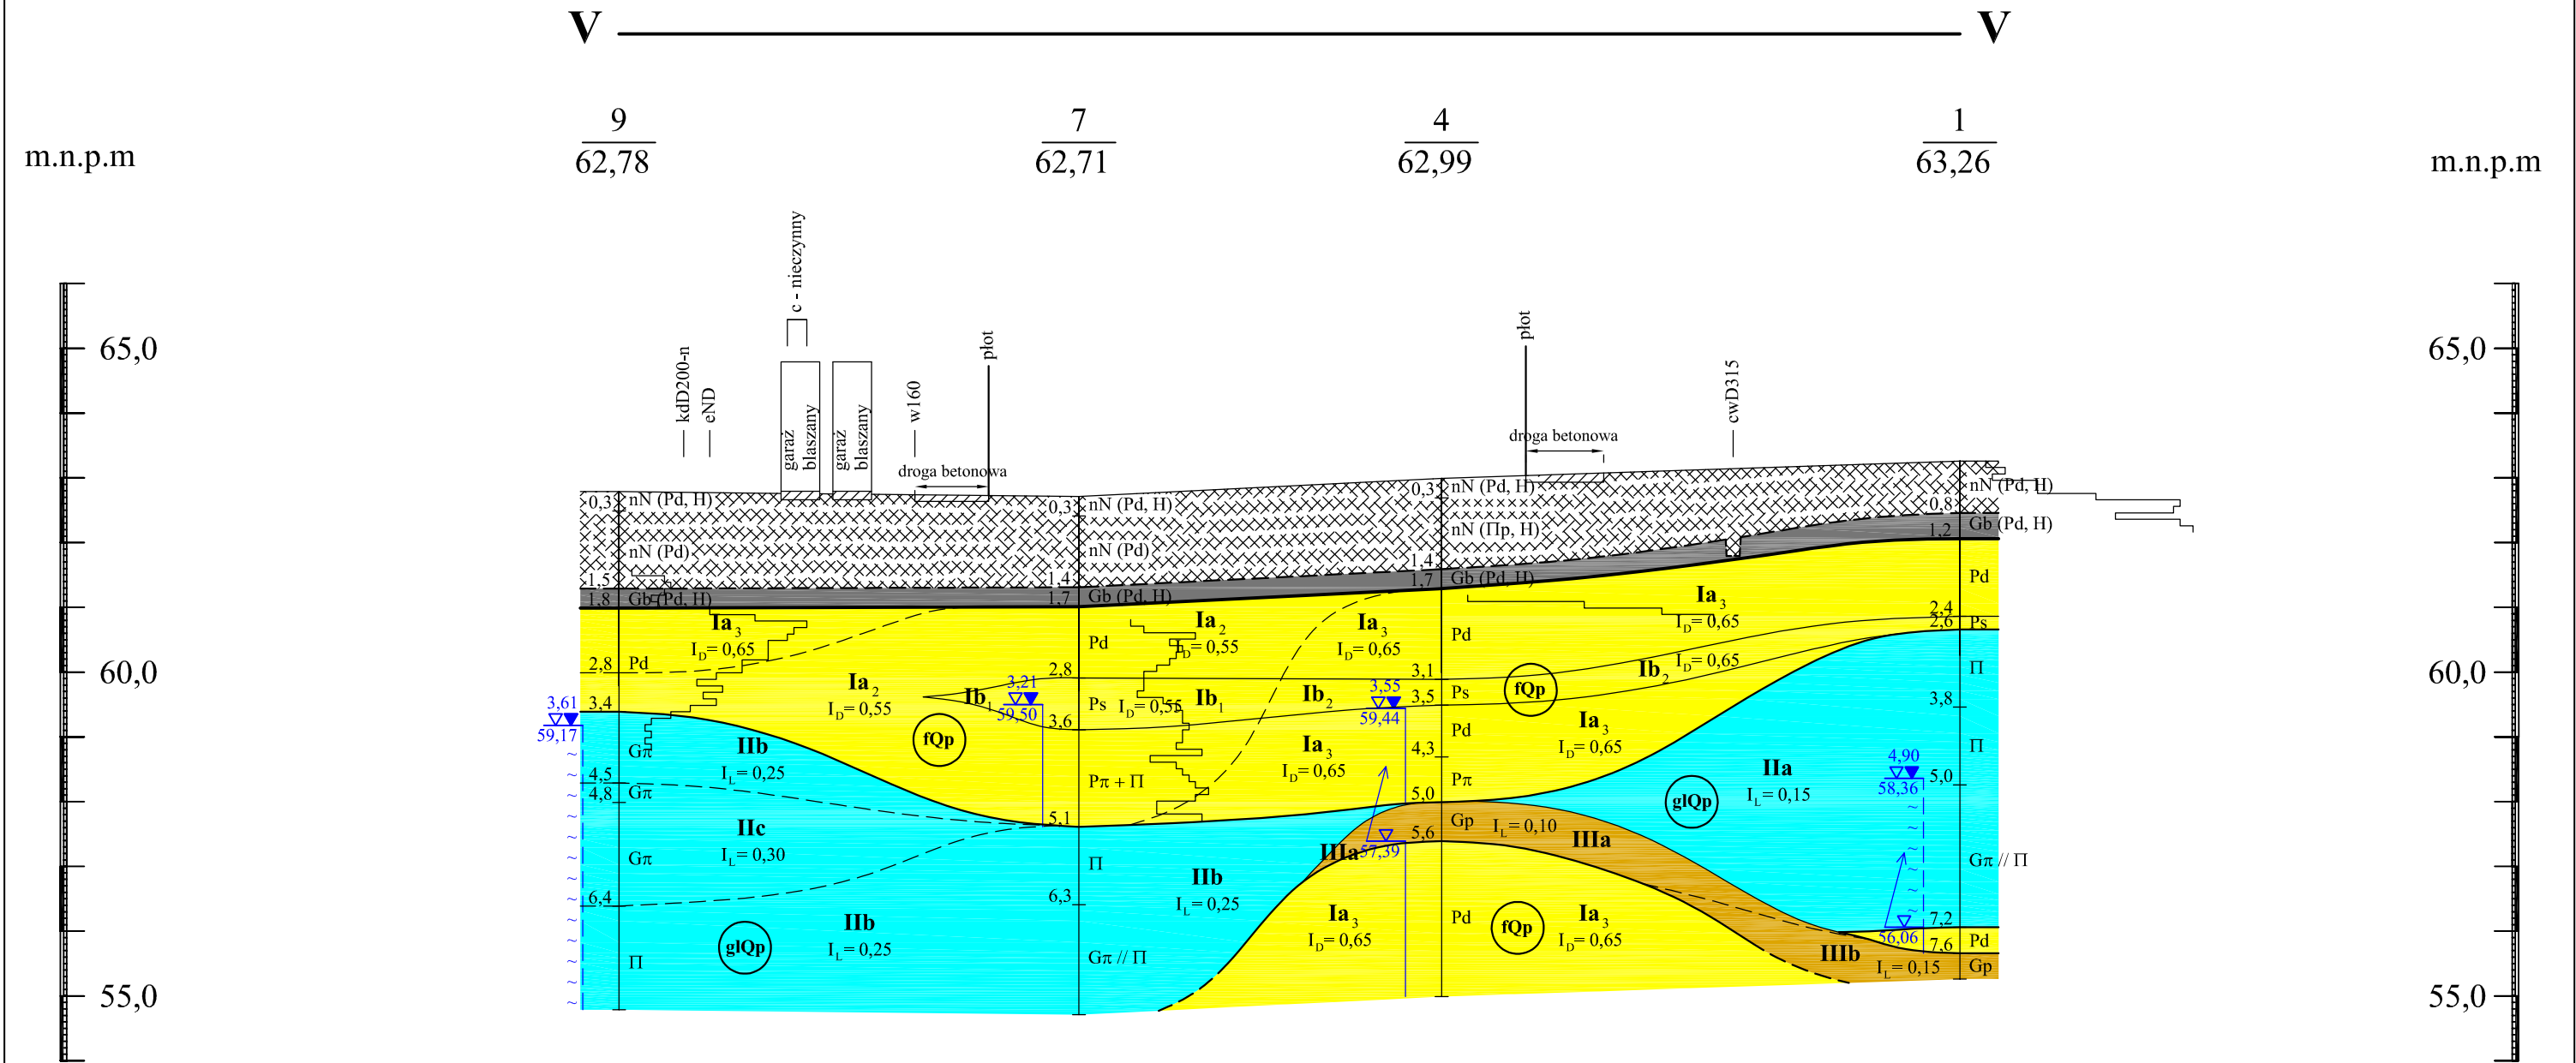 V V
9 7 4 1
m.n.p.m 62,78 62,71 62,99 63,26 m.n.p.m
c - nieczynny
płot
65,0 65,0
kdD200-n
eND
garaż
blaszany
garaż
blaszany
w160
płot
cwD315
droga betonowa
droga betonowa
0,3 nN (Pd, H)
nN (Pd)
1,5
1,8 Gb (Pd, H)
2,8 Pd
3,4
3,61
59,17
Gπ
4,5
4,8 Gπ
Gπ
6,4
Π
Ia3
ID= 0,65
Ia2
ID= 0,55
Ib1
fQp
IIb
IL= 0,25
IIc
IL= 0,30
IIb
IL= 0,25
glQp
0,3 nN (Pd, H)
nN (Pd)
1,4
1,7 Gb (Pd, H)
Pd
2,8
3,21
59,50
Ps
3,6
Pπ + Π
5,1
Π
6,3
Gπ // Π
Ia2
ID= 0,55
Ib1
ID= 0,55
Ia3
ID= 0,65
Ib2
Ia3
ID= 0,65
IIb
IL= 0,25
IIIa
Ia3
ID= 0,65
0,3 nN (Pd, H)
nN (Πp, H)
1,4
1,7 Gb (Pd, H)
Pd
3,1
3,55
59,44
Ps
3,5
Pd
4,3
Pπ
5,0
Gp
5,6
57,39
Pd
IL= 0,10
IIIa
fQp
Ia3
ID= 0,65
Ib2
ID= 0,65
Ia3
ID= 0,65
fQp
Ia3
ID= 0,65
glQp
IIa
IL= 0,15
IIIb
IL= 0,15
nN (Pd, H)
0,8
Gb (Pd, H)
1,2
Pd
2,4
2,6 Ps
Π
3,8
Π
4,90
58,36
5,0
Gπ // Π
7,2
56,06
Pd
7,6
Gp
60,0 60,0
55,0 55,0